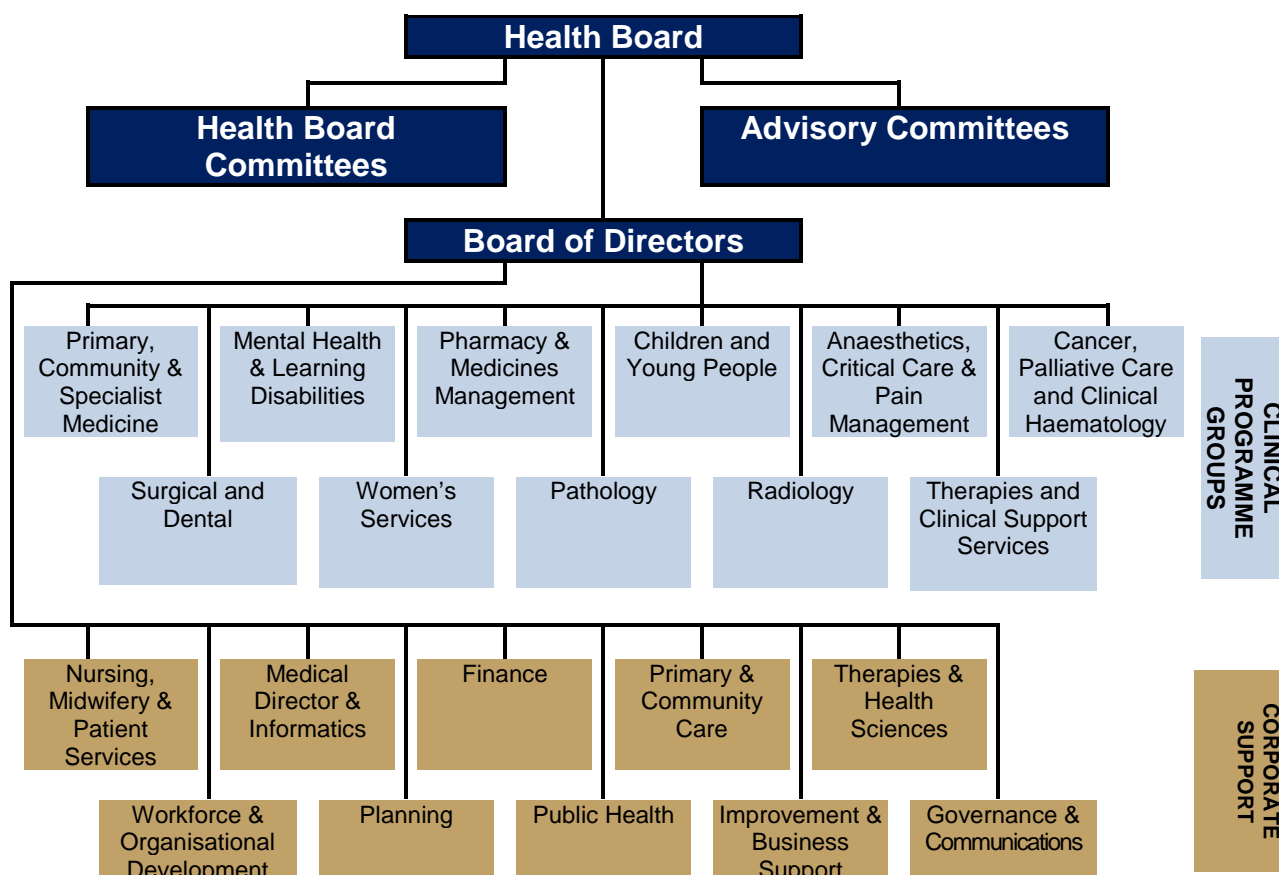 Health Board
Health Board
Committees
Advisory Committees
Board of Directors
Primary,
Community &
Specialist
Medicine
Mental Health
& Learning
Disabilities
Pharmacy &
Medicines
Management
Children and
Young People
Anaesthetics,
Critical Care &
Pain
Management
Cancer,
Palliative Care
and Clinical
Haematology
CLINICAL
PROGRAMME
GROUPS
Surgical and
Dental
Women's
Services
Pathology
Radiology
Therapies and
Clinical Support
Services
Nursing,
Midwifery &
Patient
Services
Medical
Director &
Informatics
Finance
Primary &
Community
Care
Therapies &
Health
Sciences
CORPORATE
SUPPORT
Workforce &
Organisational
Development
Planning
Public Health
Improvement &
Business
Support
Governance &
Communications